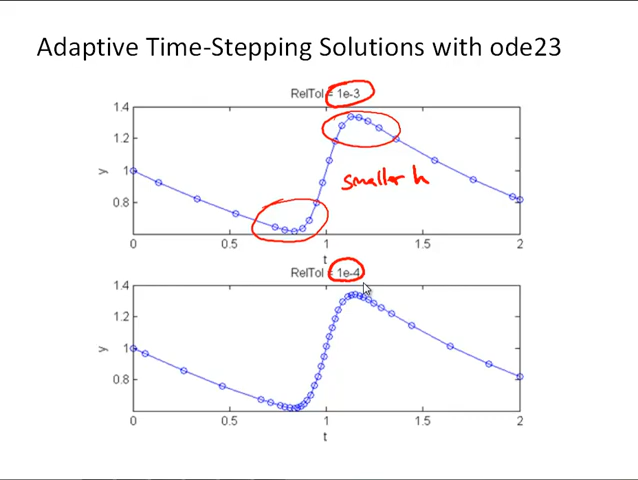 Adaptive Time-Stepping Solutions with ode23
RelTol = 1e-3
1.4
1.2
1
0.8
y
smaller h
0 0.5 1 1.5 2
t
RelTol = 1e-4
1.4
1.2
1
0.8
y
0 0.5 1 1.5 2
t